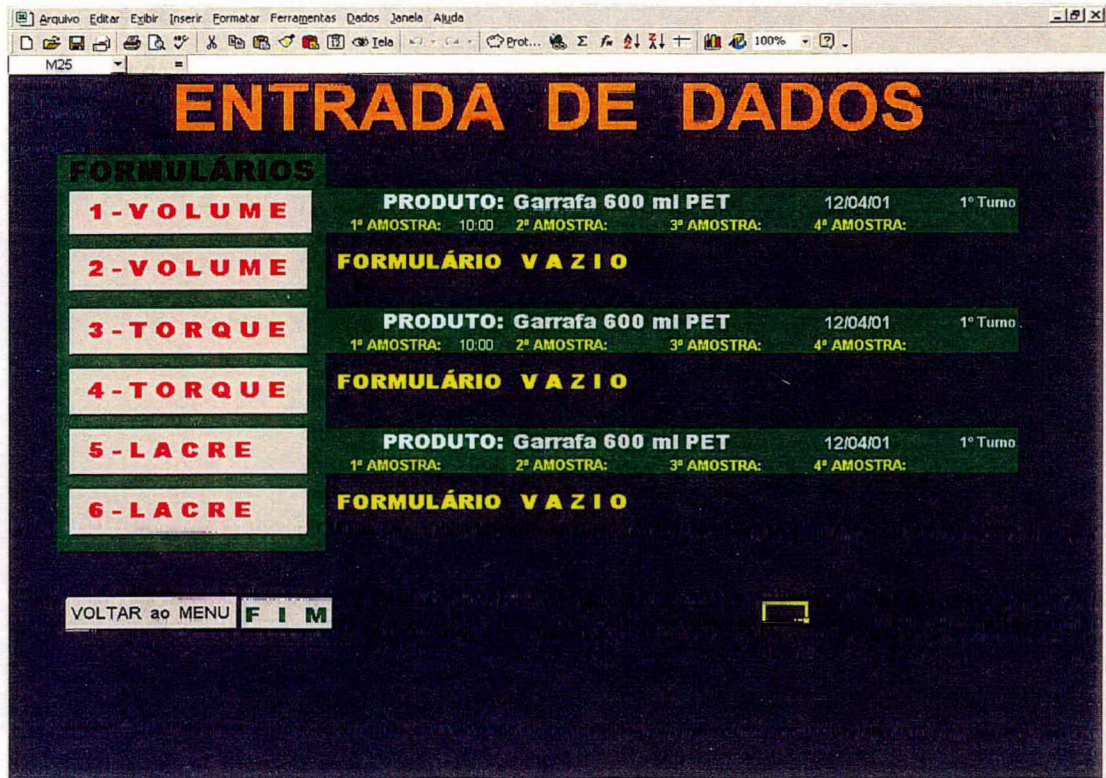 Arquivo Editar Exibir Inserir Formatar Ferramentas Dados Janela Ajuda
Tela Prot... Σ 100%
M25 =
ENTRADA DE DADOS
FORMULÁRIOS
1-VOLUME
PRODUTO: Garrafa 600 ml PET 12/04/01 1º Turno
1ª AMOSTRA: 10:00 2ª AMOSTRA: 3ª AMOSTRA: 4ª AMOSTRA:
2-VOLUME FORMULÁRIO VAZIO
3-TORQUE
PRODUTO: Garrafa 600 ml PET 12/04/01 1º Turno
1ª AMOSTRA: 10:00 2ª AMOSTRA: 3ª AMOSTRA: 4ª AMOSTRA:
4-TORQUE FORMULÁRIO VAZIO
5-LACRE
PRODUTO: Garrafa 600 ml PET 12/04/01 1º Turno
1ª AMOSTRA: 2ª AMOSTRA: 3ª AMOSTRA: 4ª AMOSTRA:
6-LACRE FORMULÁRIO VAZIO
VOLTAR ao MENU FIM